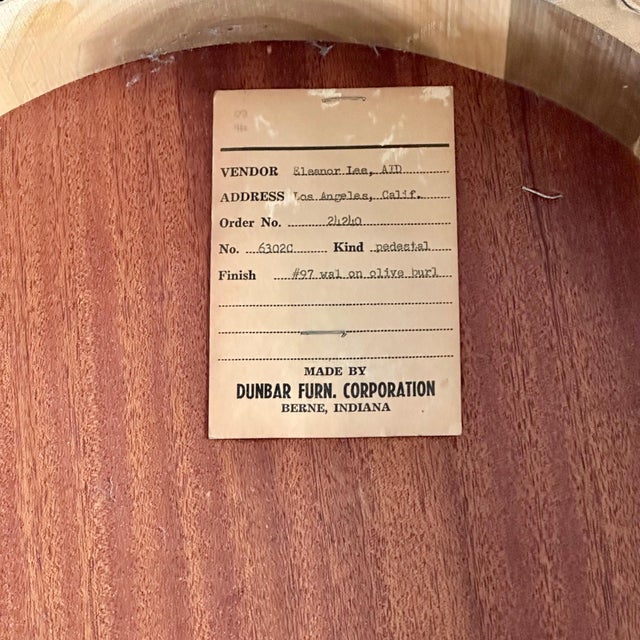 VENDOR Eleanor Lee, AID
ADDRESS Los Angeles, Calif.
Order No. 24240
No. 6302C Kind pedestal
Finish #97 wal on olive burl
MADE BY
DUNBAR FURN. CORPORATION
BERNE, INDIANA